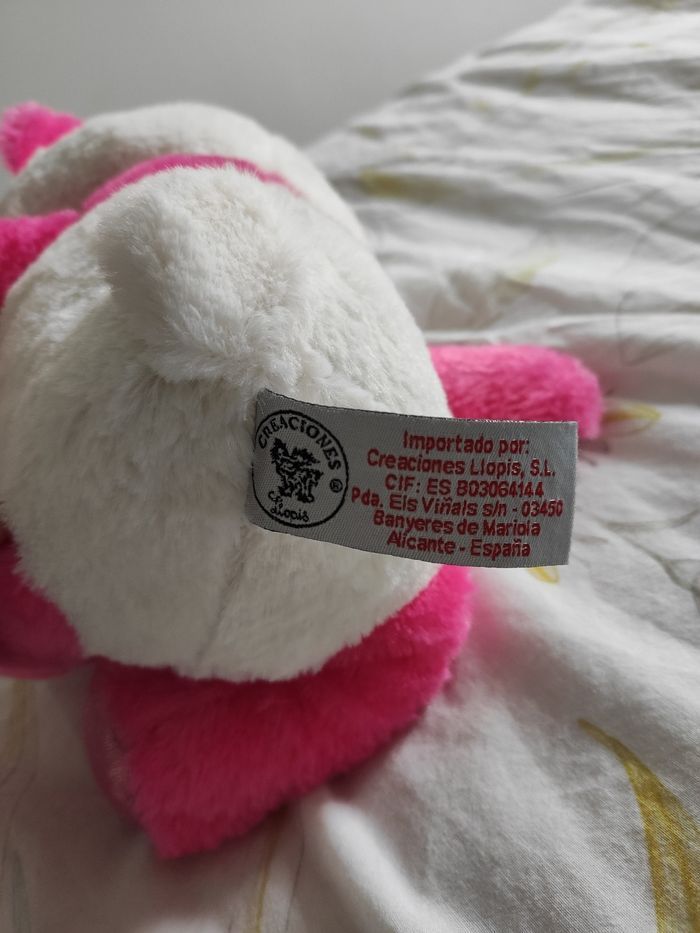 CREACIONES
Llopis
®
Importado por:
Creaciones Llopis, S.L.
CIF: ES B03064144
Pda. Els Viñals s/n - 03450
Banyeres de Mariola
Alicante - España